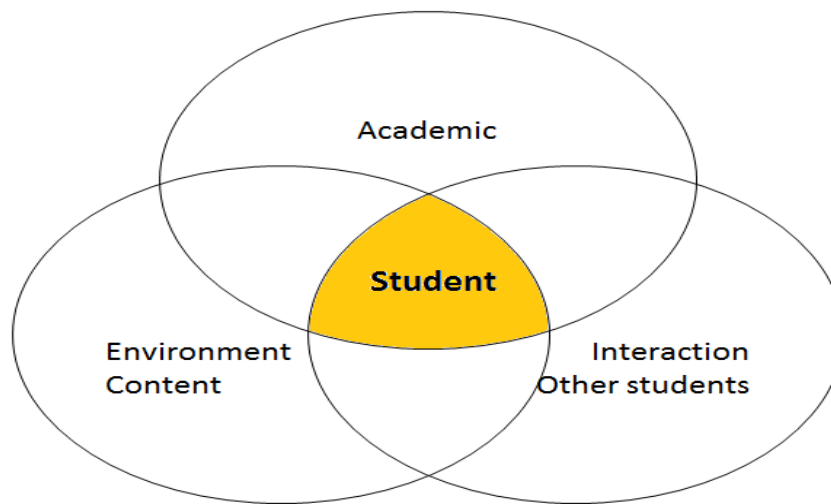 Academic
Student
Environment
Content
Interaction
Other students